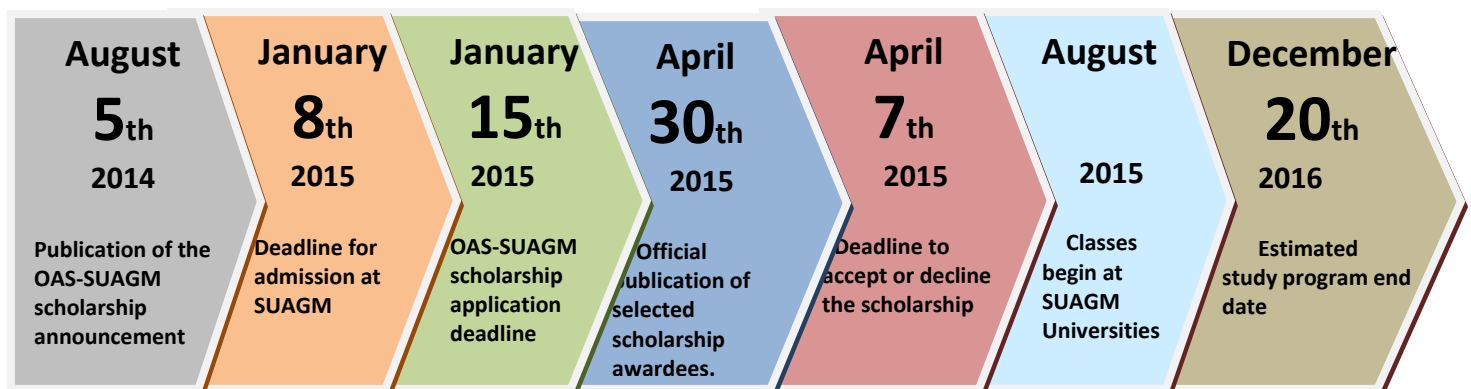 August
5th
2014
Publication of the
OAS-SUAGM
scholarship
announcement
January
8th
2015
Deadline for
admission at
SUAGM
January
15th
2015
OAS-SUAGM
scholarship
application
deadline
April
30th
2015
Official
publication of
selected
scholarship
awardees.
April
7th
2015
Deadline to
accept or decline
the scholarship
August
2015
Classes
begin at
SUAGM
Universities
December
20th
2016
Estimated
study program end
date